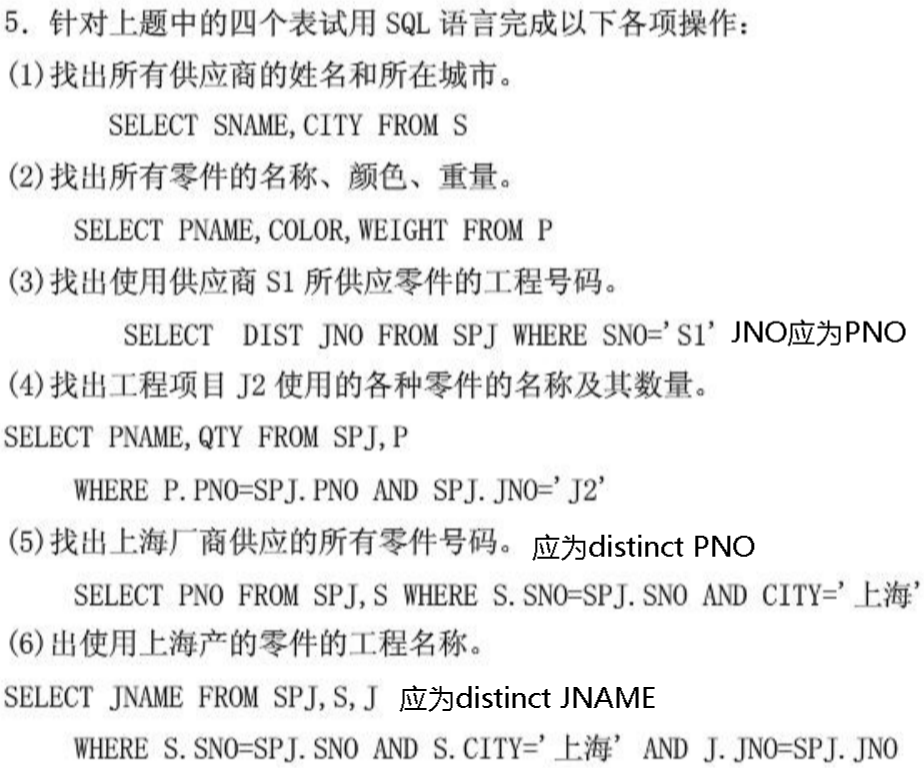 5. 针对上题中的四个表试用 SQL 语言完成以下各项操作：
(1)找出所有供应商的姓名和所在城市。
SELECT SNAME,CITY FROM S
(2)找出所有零件的名称、颜色、重量。
SELECT PNAME,COLOR,WEIGHT FROM P
(3)找出使用供应商 S1 所供应零件的工程号码。
SELECT DIST JNO FROM SPJ WHERE SNO='S1' JNO应为PNO
(4)找出工程项目 J2 使用的各种零件的名称及其数量。
SELECT PNAME,QTY FROM SPJ,P
WHERE P.PNO=SPJ.PNO AND SPJ.JNO='J2'
(5)找出上海厂商供应的所有零件号码。 应为distinct PNO
SELECT PNO FROM SPJ,S WHERE S.SNO=SPJ.SNO AND CITY='上海'
(6)出使用上海产的零件的工程名称。
SELECT JNAME FROM SPJ,S,J 应为distinct JNAME
WHERE S.SNO=SPJ.SNO AND S.CITY='上海' AND J.JNO=SPJ.JNO